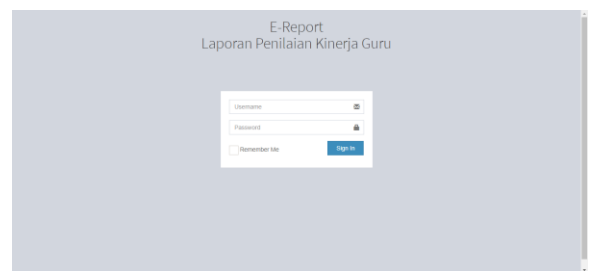 E-Report
Laporan Penilaian Kinerja Guru
Username
Password
Remember Me
Sign In